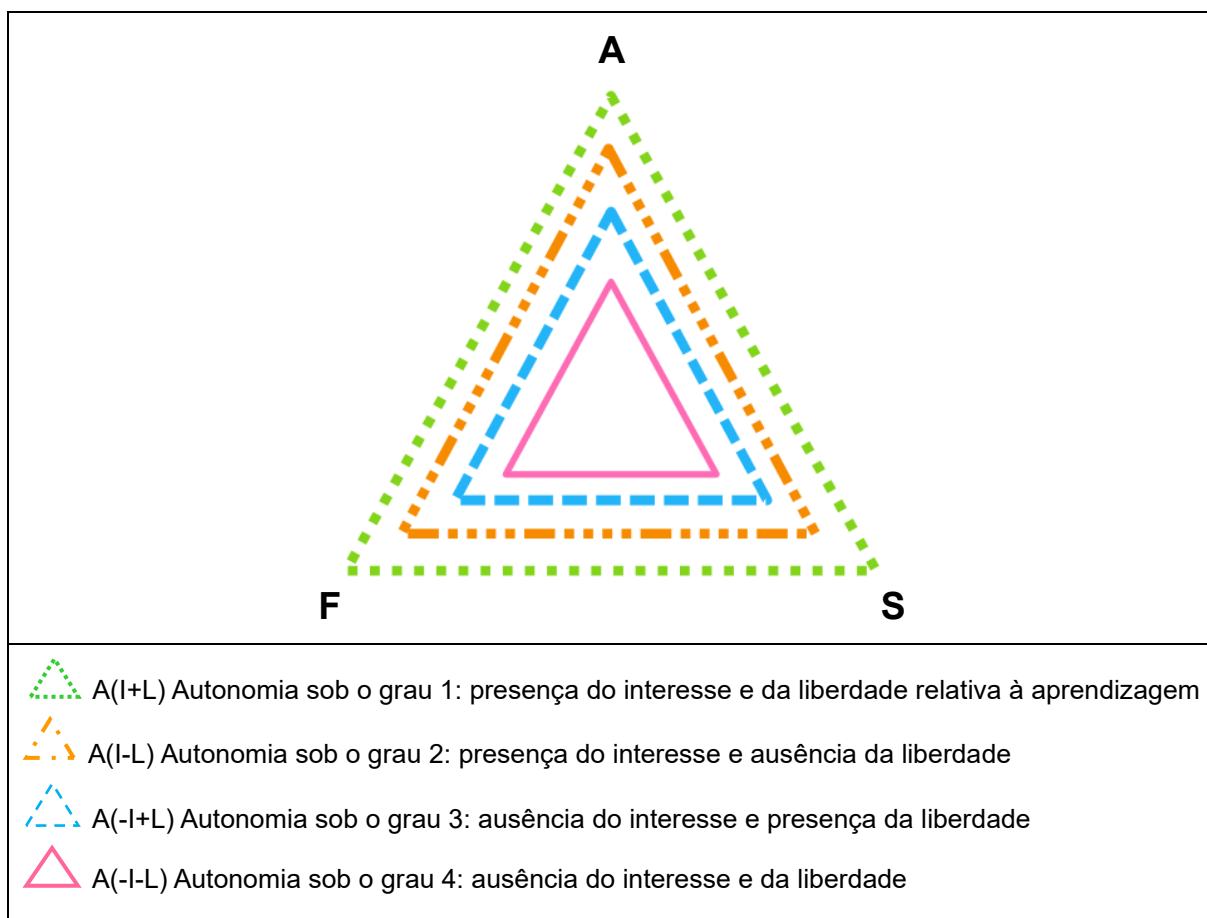 A
F S
A(I+L) Autonomia sob o grau 1: presença do interesse e da liberdade relativa à aprendizagem
A(I-L) Autonomia sob o grau 2: presença do interesse e ausência da liberdade
A(-I+L) Autonomia sob o grau 3: ausência do interesse e presença da liberdade
A(-I-L) Autonomia sob o grau 4: ausência do interesse e da liberdade